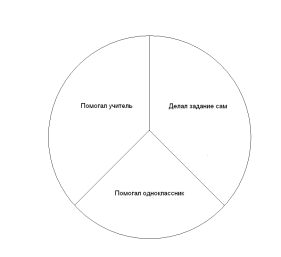 Помогал учитель
Делал задание сам
Помогал одноклассник